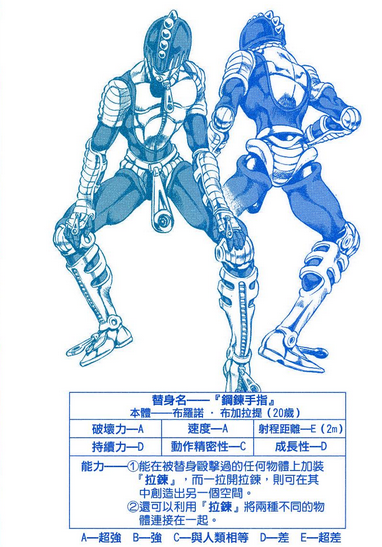 替身名——『鋼鍊手指』
本體——布羅諾・布加拉提（20歲）
破壞力—A 速度—A 射程距離—E（2m）
持續力—D 動作精密性—C 成長性—D
能力——①能在被替身毆擊過的任何物體上加裝
『拉鍊』，而一拉開拉鍊，則可在其
中創造出另一個空間。
②還可以利用『拉鍊』將兩種不同的物
體連接在一起。
A—超強 B—強 C—與人類相等 D—差 E—超差